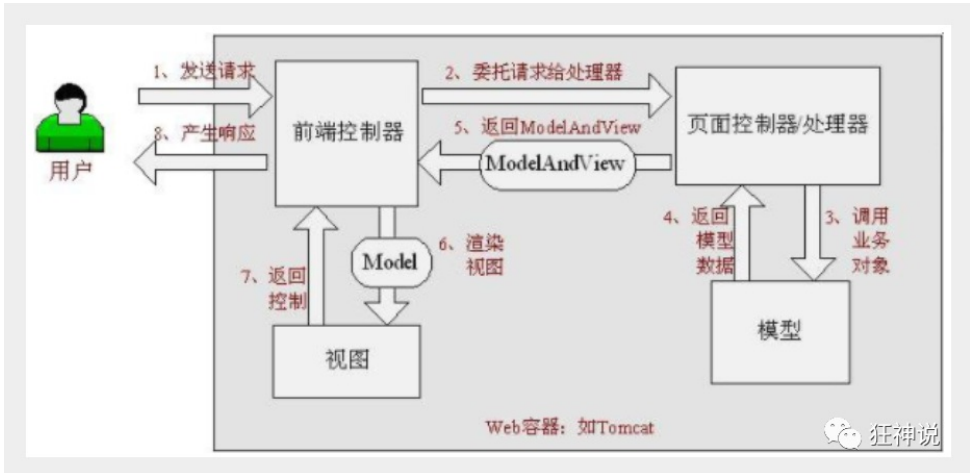 1、发送请求
2、委托请求给处理器
8、产生响应
前端控制器
5、返回ModelAndView
页面控制器/处理器
ModelAndView
用户
4、返回
模型
数据
3、调用
业务
对象
6、渲染
视图
Model
7、返回
控制
视图
模型
Web容器：如Tomcat
狂神说